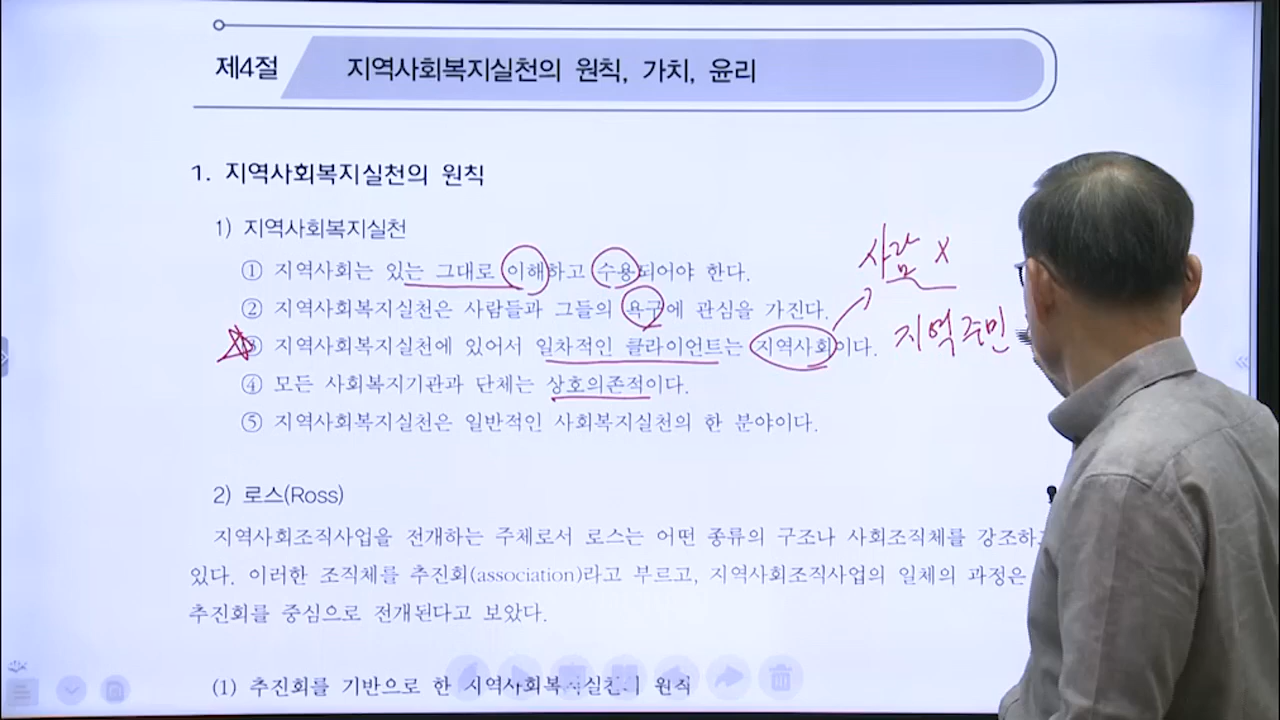 제4절 지역사회복지실천의 원칙, 가치, 윤리
1. 지역사회복지실천의 원칙
1) 지역사회복지실천
① 지역사회는 있는 그대로 이해하고 수용되어야 한다.
사람 X
② 지역사회복지실천은 사람들과 그들의 욕구에 관심을 가진다.
지역주민
③ 지역사회복지실천에 있어서 일차적인 클라이언트는 지역사회이다.
④ 모든 사회복지기관과 단체는 상호의존적이다.
⑤ 지역사회복지실천은 일반적인 사회복지실천의 한 분야이다.
2) 로스(Ross)
지역사회조직사업을 전개하는 주체로서 로스는 어떤 종류의 구조나 사회조직체를 강조하고
있다. 이러한 조직체를 추진회(association)라고 부르고, 지역사회조직사업의 일체의 과정은
추진회를 중심으로 전개된다고 보았다.
(1) 추진회를 기반으로 한 지역사회복지실천의 원칙